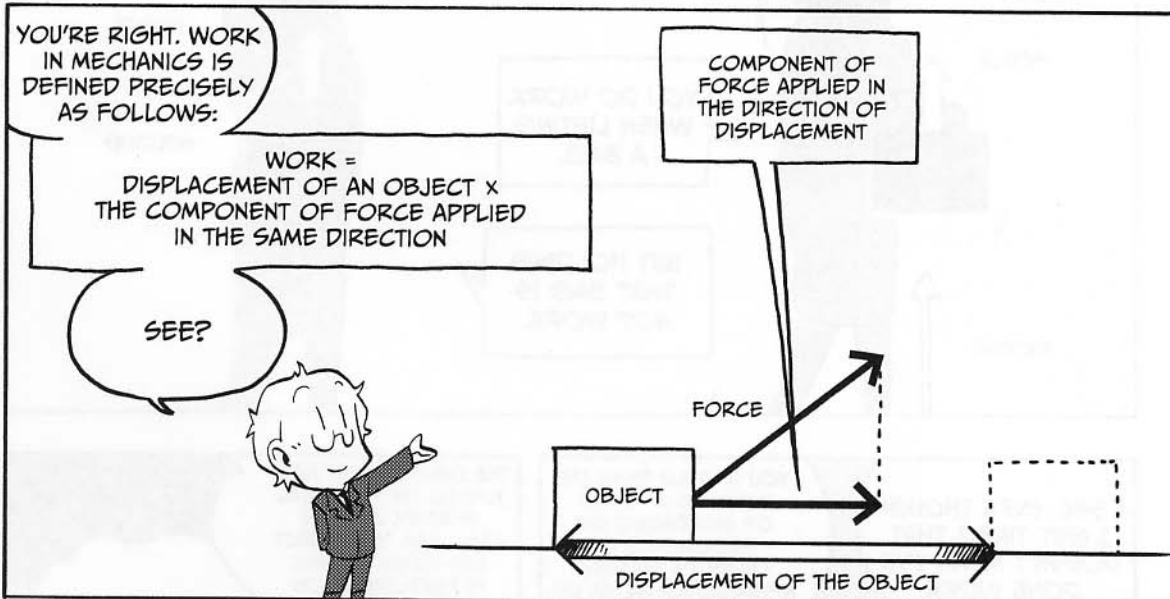 YOU'RE RIGHT. WORK
IN MECHANICS IS
DEFINED PRECISELY
AS FOLLOWS:
WORK =
DISPLACEMENT OF AN OBJECT ×
THE COMPONENT OF FORCE APPLIED
IN THE SAME DIRECTION
SEE?
COMPONENT OF
FORCE APPLIED IN
THE DIRECTION OF
DISPLACEMENT
FORCE
OBJECT
DISPLACEMENT OF THE OBJECT